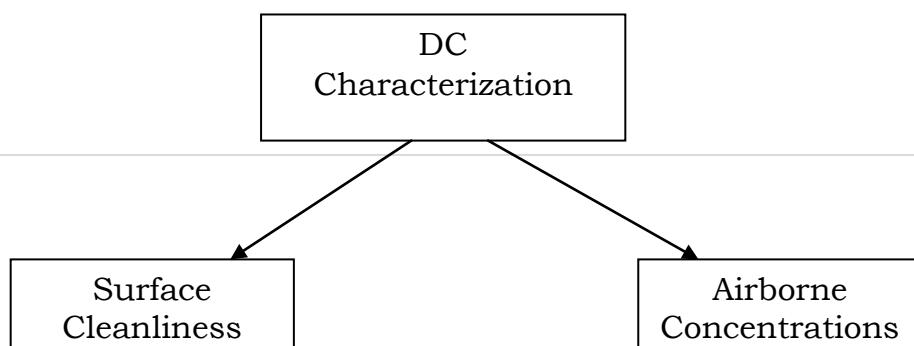 DC
Characterization
Surface
Cleanliness
Airborne
Concentrations